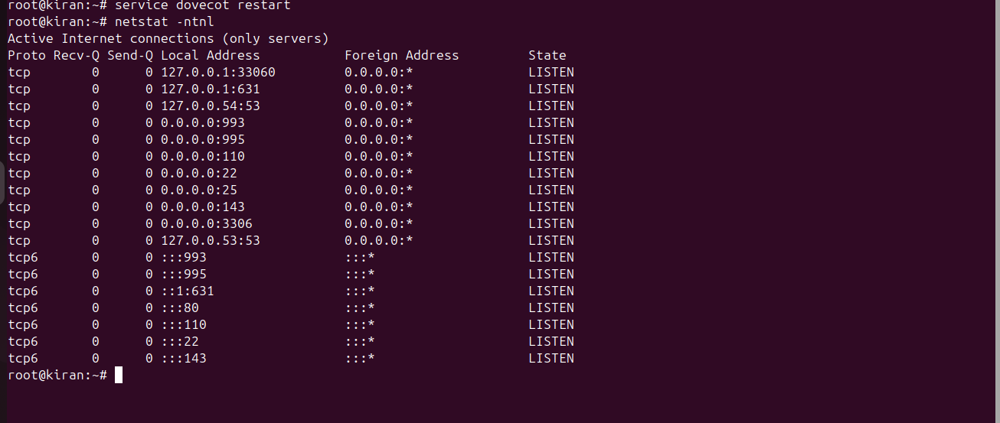 root@kiran:~# service dovecot restart
root@kiran:~# netstat -ntnl
Active Internet connections (only servers)
Proto Recv-Q Send-Q Local Address           Foreign Address         State
tcp        0      0 127.0.0.1:33060         0.0.0.0:*               LISTEN
tcp        0      0 127.0.0.1:631           0.0.0.0:*               LISTEN
tcp        0      0 127.0.0.54:53           0.0.0.0:*               LISTEN
tcp        0      0 0.0.0.0:993             0.0.0.0:*               LISTEN
tcp        0      0 0.0.0.0:995             0.0.0.0:*               LISTEN
tcp        0      0 0.0.0.0:110             0.0.0.0:*               LISTEN
tcp        0      0 0.0.0.0:22              0.0.0.0:*               LISTEN
tcp        0      0 0.0.0.0:25              0.0.0.0:*               LISTEN
tcp        0      0 0.0.0.0:143             0.0.0.0:*               LISTEN
tcp        0      0 0.0.0.0:3306            0.0.0.0:*               LISTEN
tcp        0      0 127.0.0.53:53           0.0.0.0:*               LISTEN
tcp6       0      0 :::993                  :::*                    LISTEN
tcp6       0      0 :::995                  :::*                    LISTEN
tcp6       0      0 ::1:631                 :::*                    LISTEN
tcp6       0      0 :::80                   :::*                    LISTEN
tcp6       0      0 :::110                  :::*                    LISTEN
tcp6       0      0 :::22                   :::*                    LISTEN
tcp6       0      0 :::143                  :::*                    LISTEN
root@kiran:~#